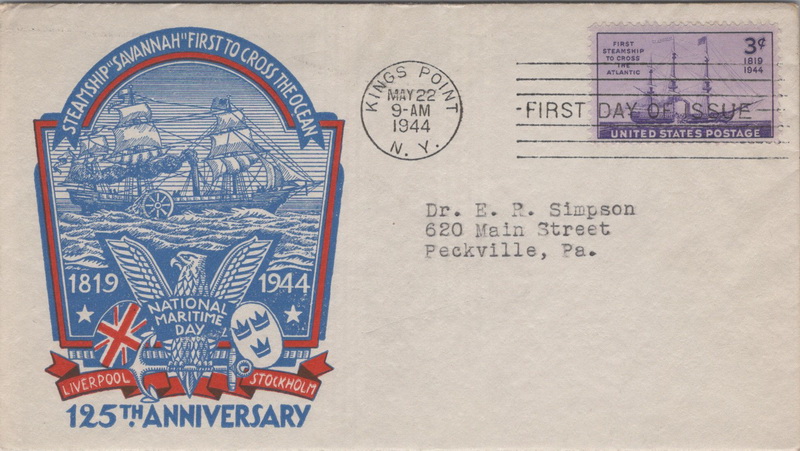 STEAMSHIP "SAVANNAH" FIRST TO CROSS THE OCEAN
1819 1944
NATIONAL
MARITIME
DAY
LIVERPOOL STOCKHOLM
125TH ANNIVERSARY
KINGS POINT
MAY 22
9-AM
1944
N. Y.
FIRST DAY OF ISSUE
FIRST
STEAMSHIP
TO CROSS
THE
ATLANTIC
3¢
1819
1944
UNITED STATES POSTAGE
Dr. E. R. Simpson
620 Main Street
Peckville, Pa.